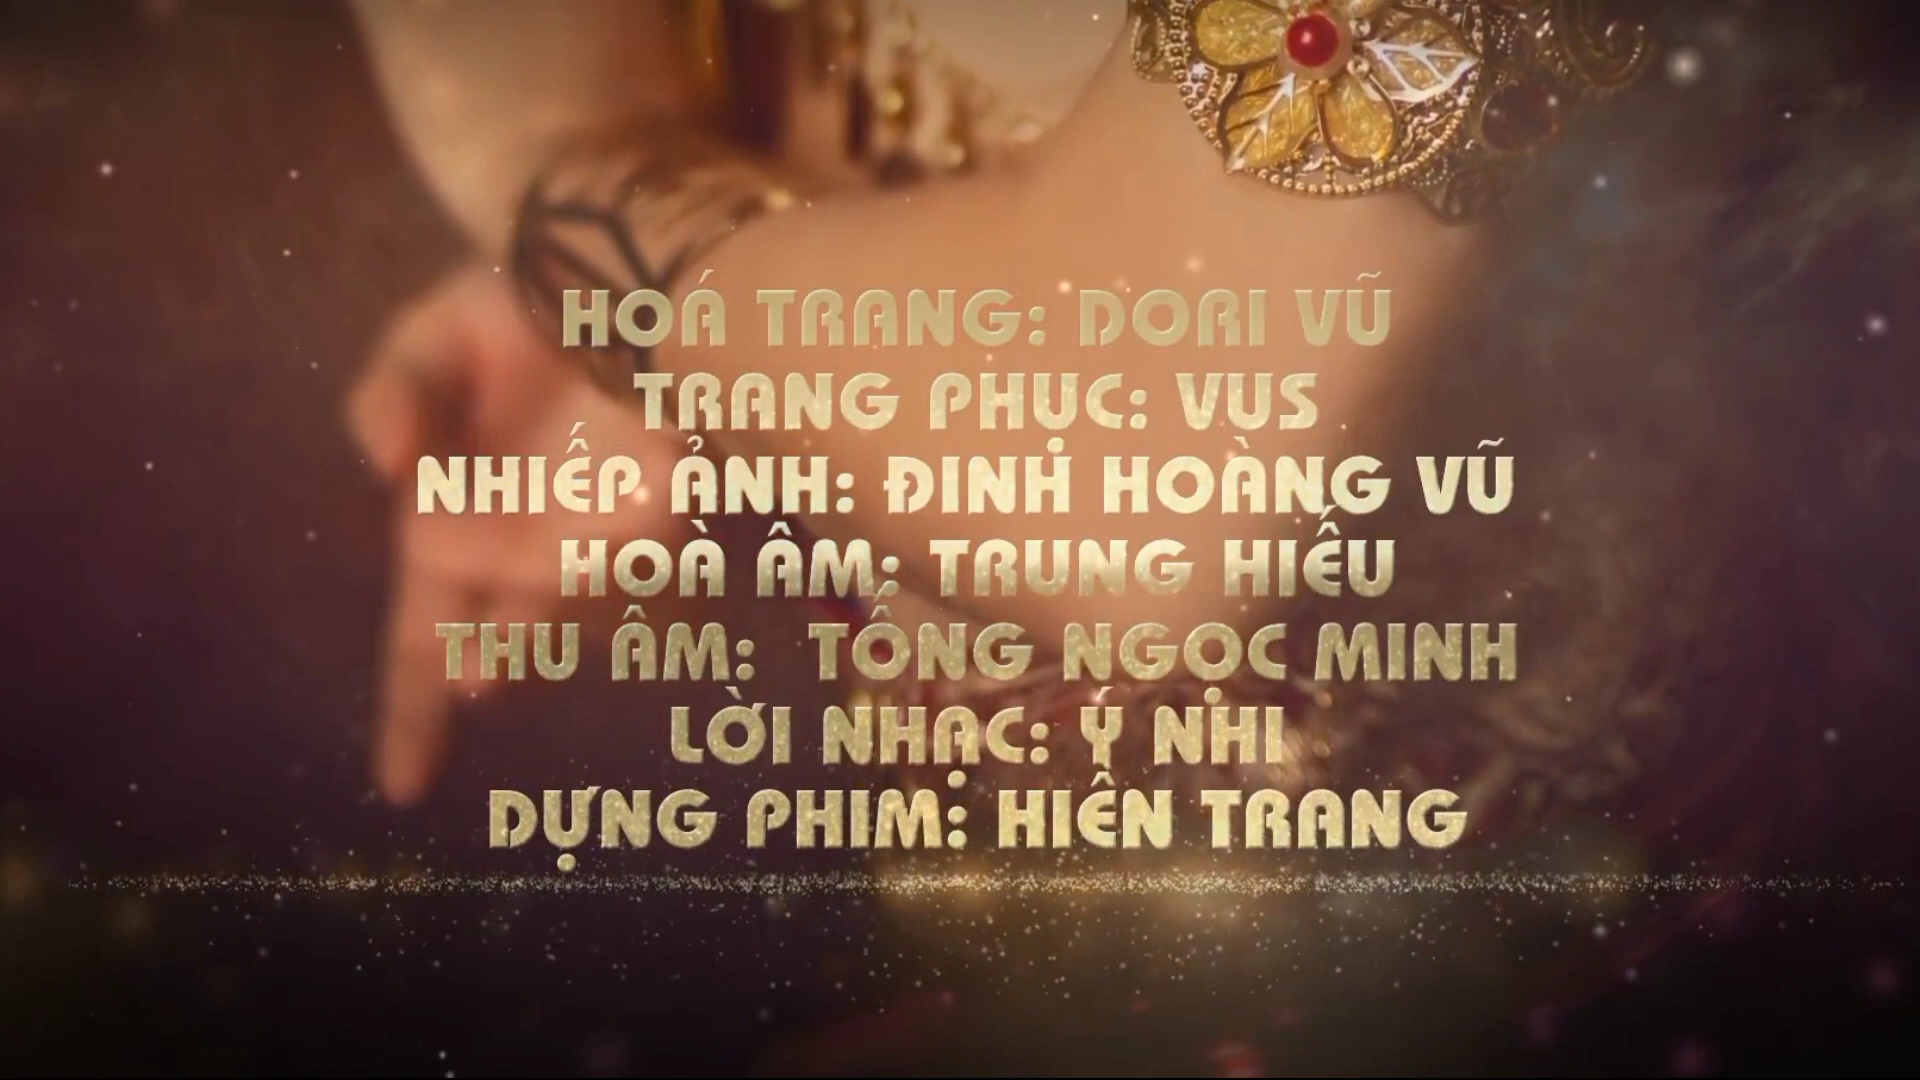 HOÁ TRANG: DORI VŨ
TRANG PHỤC: VUS
NHIẾP ẢNH: ĐINH HOÀNG VŨ
HOÀ ÂM: TRUNG HIẾU
THU ÂM: TỐNG NGỌC MINH
LỜI NHẠC: Ý NHI
DỰNG PHIM: HIỀN TRANG